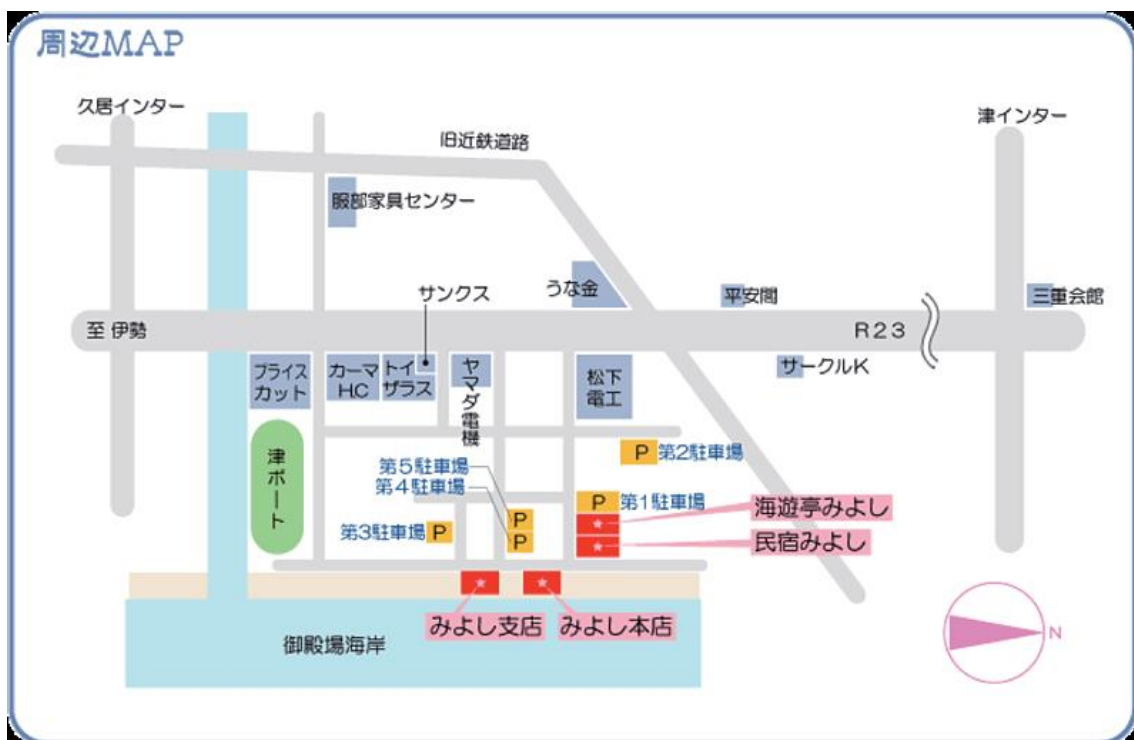 周辺MAP
久居インター
津インター
旧近鉄道路
服部家具センター
サンクス
うな金
平安閣
三重会館
至 伊勢
R23
プライス
カット
カーマ
H.C
トイ
ザラス
ヤマダ電機
松下
電工
サークルK
津ボート
P 第2駐車場
第5駐車場
第4駐車場
P 第1駐車場
海遊亭みよし
P
第3駐車場 P
P
民宿みよし
みよし支店
みよし本店
御殿場海岸
N